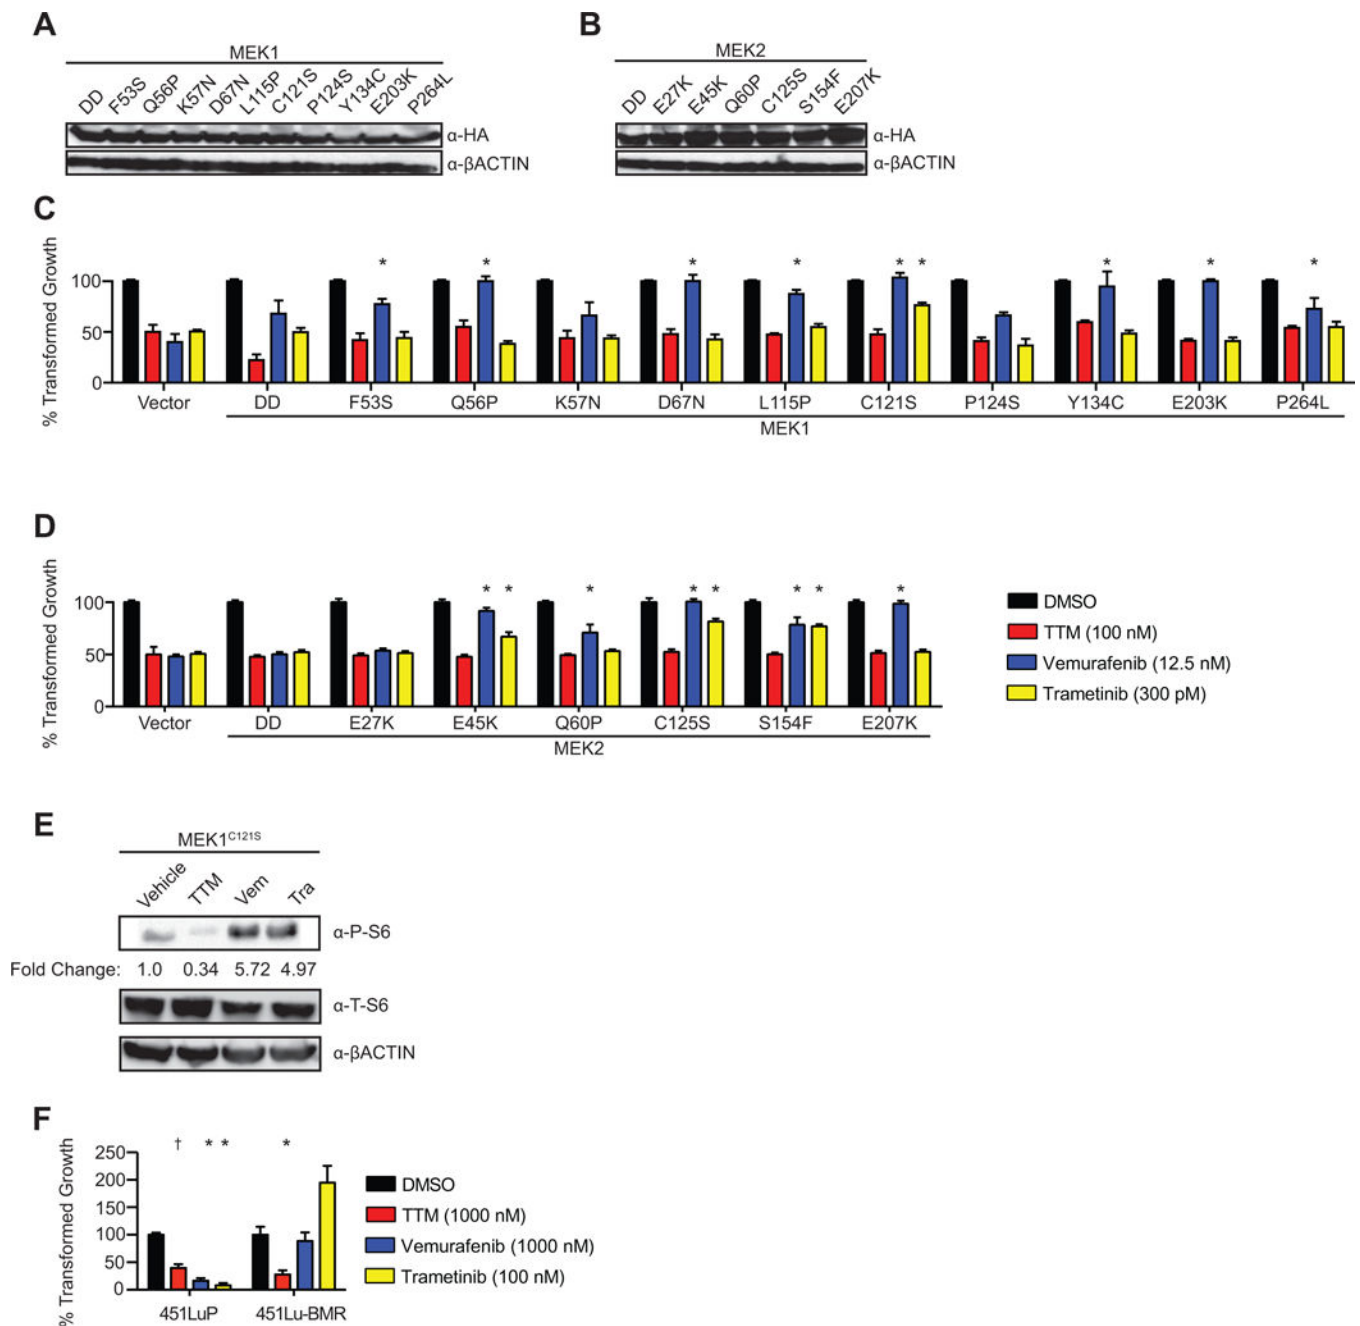 A
MEK1
DD F53S Q56P K57N D67N L115P C121S P124S Y134C E203K P264L
α-HA
α-βACTIN
B
MEK2
DD E27K E45K Q60P C125S S154F E207K
α-HA
α-βACTIN
C
% Transformed Growth
* * * * * * * * *
100
50
0
Vector DD F53S Q56P K57N D67N L115P C121S P124S Y134C E203K P264L
MEK1
D
% Transformed Growth
* * * * * * * *
100
50
0
Vector DD E27K E45K Q60P C125S S154F E207K
MEK2
DMSO
TTM (100 nM)
Vemurafenib (12.5 nM)
Trametinib (300 pM)
E
MEK1C121S
Vehicle TTM Vem Tra
α-P-S6
Fold Change: 1.0 0.34 5.72 4.97
α-T-S6
α-βACTIN
F
% Transformed Growth
† * * *
250
200
150
100
50
0
451LuP 451Lu-BMR
DMSO
TTM (1000 nM)
Vemurafenib (1000 nM)
Trametinib (100 nM)